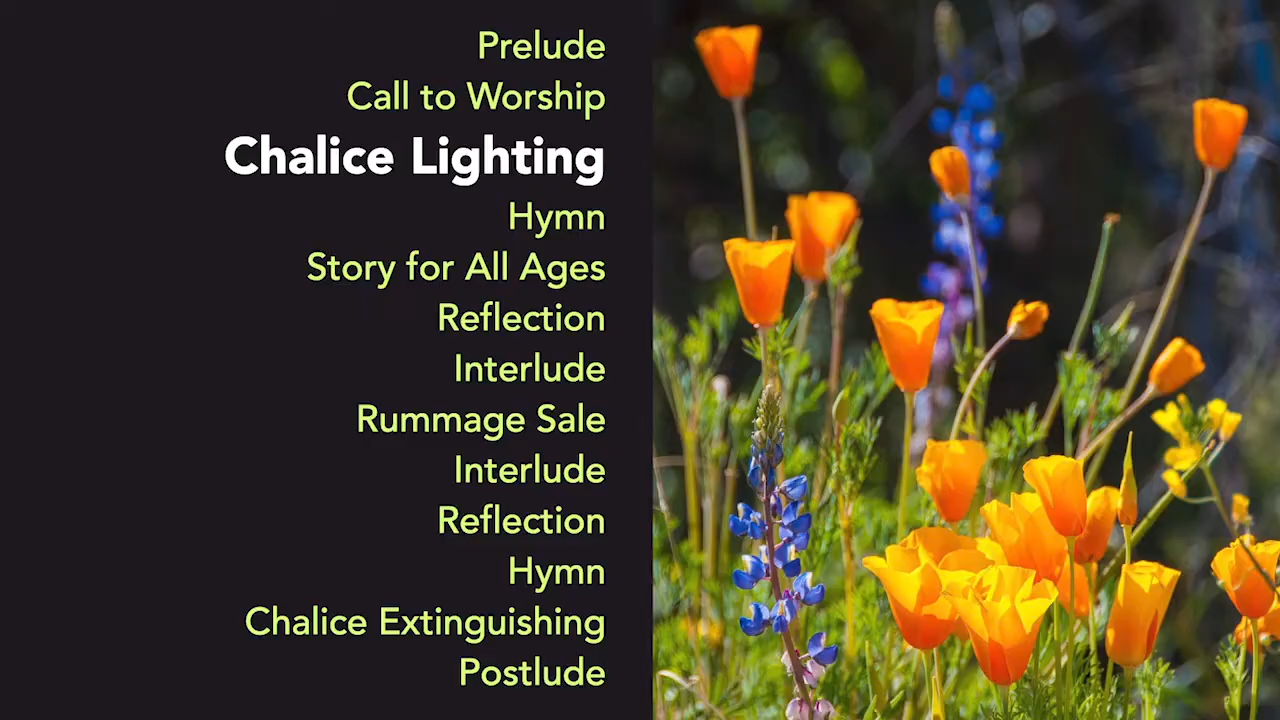 Prelude
Call to Worship
Chalice Lighting
Hymn
Story for All Ages
Reflection
Interlude
Rummage Sale
Interlude
Reflection
Hymn
Chalice Extinguishing
Postlude